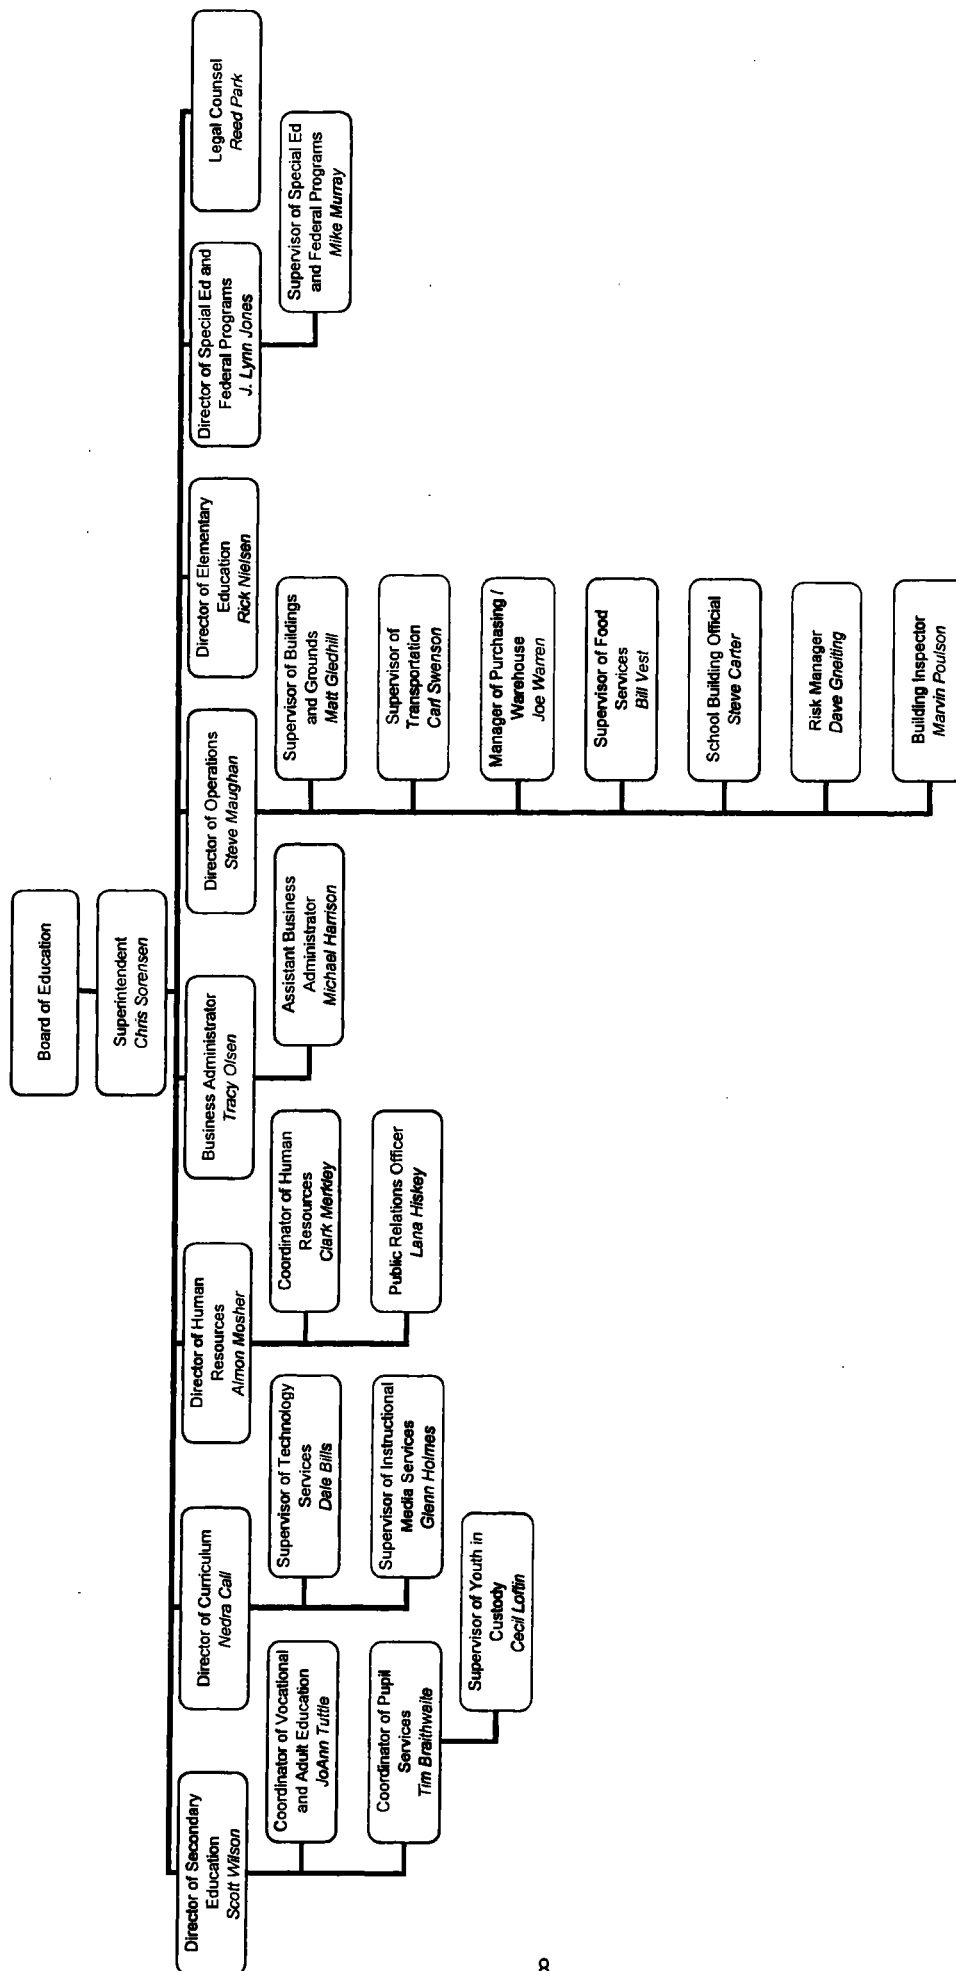 Board of Education
Superintendent
Chris Sorensen
Director of Secondary
Education
Scott Wilson
Director of Curriculum
Nedra Call
Director of Human
Resources
Almon Mosher
Business Administrator
Tracy Olsen
Director of Operations
Steve Maughan
Director of Elementary
Education
Rick Nielsen
Director of Special Ed and
Federal Programs
J. Lynn Jones
Legal Counsel
Reed Park
Coordinator of Vocational
and Adult Education
JoAnn Tuttle
Supervisor of Technology
Services
Dale Bills
Coordinator of Human
Resources
Clark Merkley
Assistant Business
Administrator
Michael Harrison
Supervisor of Buildings
and Grounds
Matt Gledhill
Supervisor of Special Ed
and Federal Programs
Mike Murray
Coordinator of Pupil
Services
Tim Braithwaite
Supervisor of Instructional
Media Services
Glenn Holmes
Public Relations Officer
Lana Hiskey
Supervisor of
Transportation
Carl Swenson
Supervisor of Youth in
Custody
Cecil Loftin
Manager of Purchasing /
Warehouse
Joe Warren
Supervisor of Food
Services
Bill Vest
School Building Official
Steve Carter
Risk Manager
Dave Gneiting
Building Inspector
Marvin Poulson
8